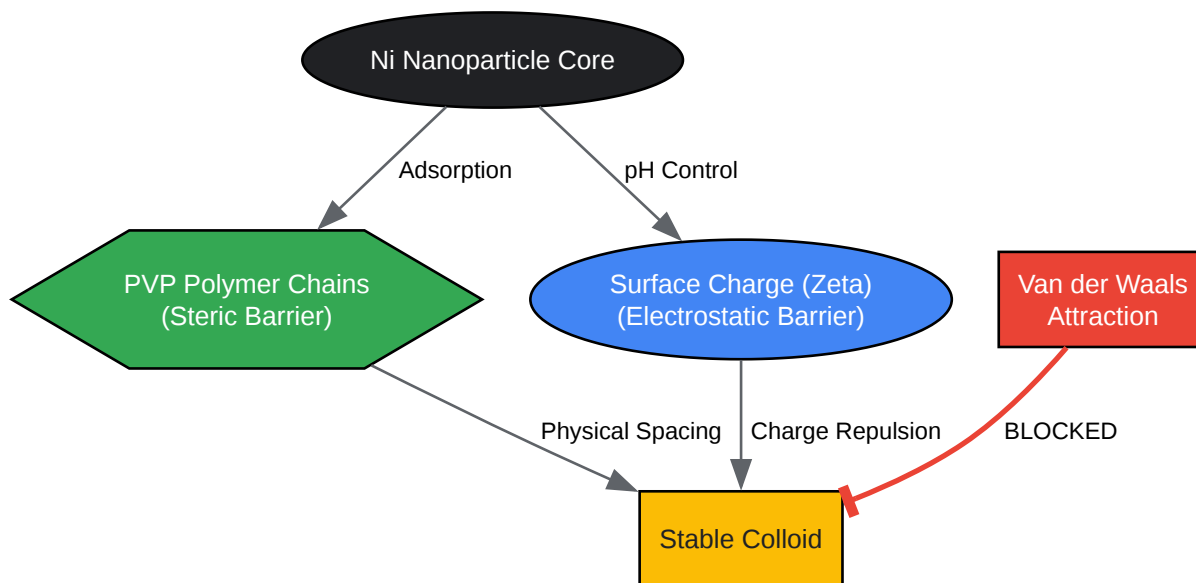 Ni Nanoparticle Core
Adsorption
pH Control
PVP Polymer Chains
(Steric Barrier)
Surface Charge (Zeta)
(Electrostatic Barrier)
Van der Waals
Attraction
Physical Spacing
Charge Repulsion
BLOCKED
Stable Colloid